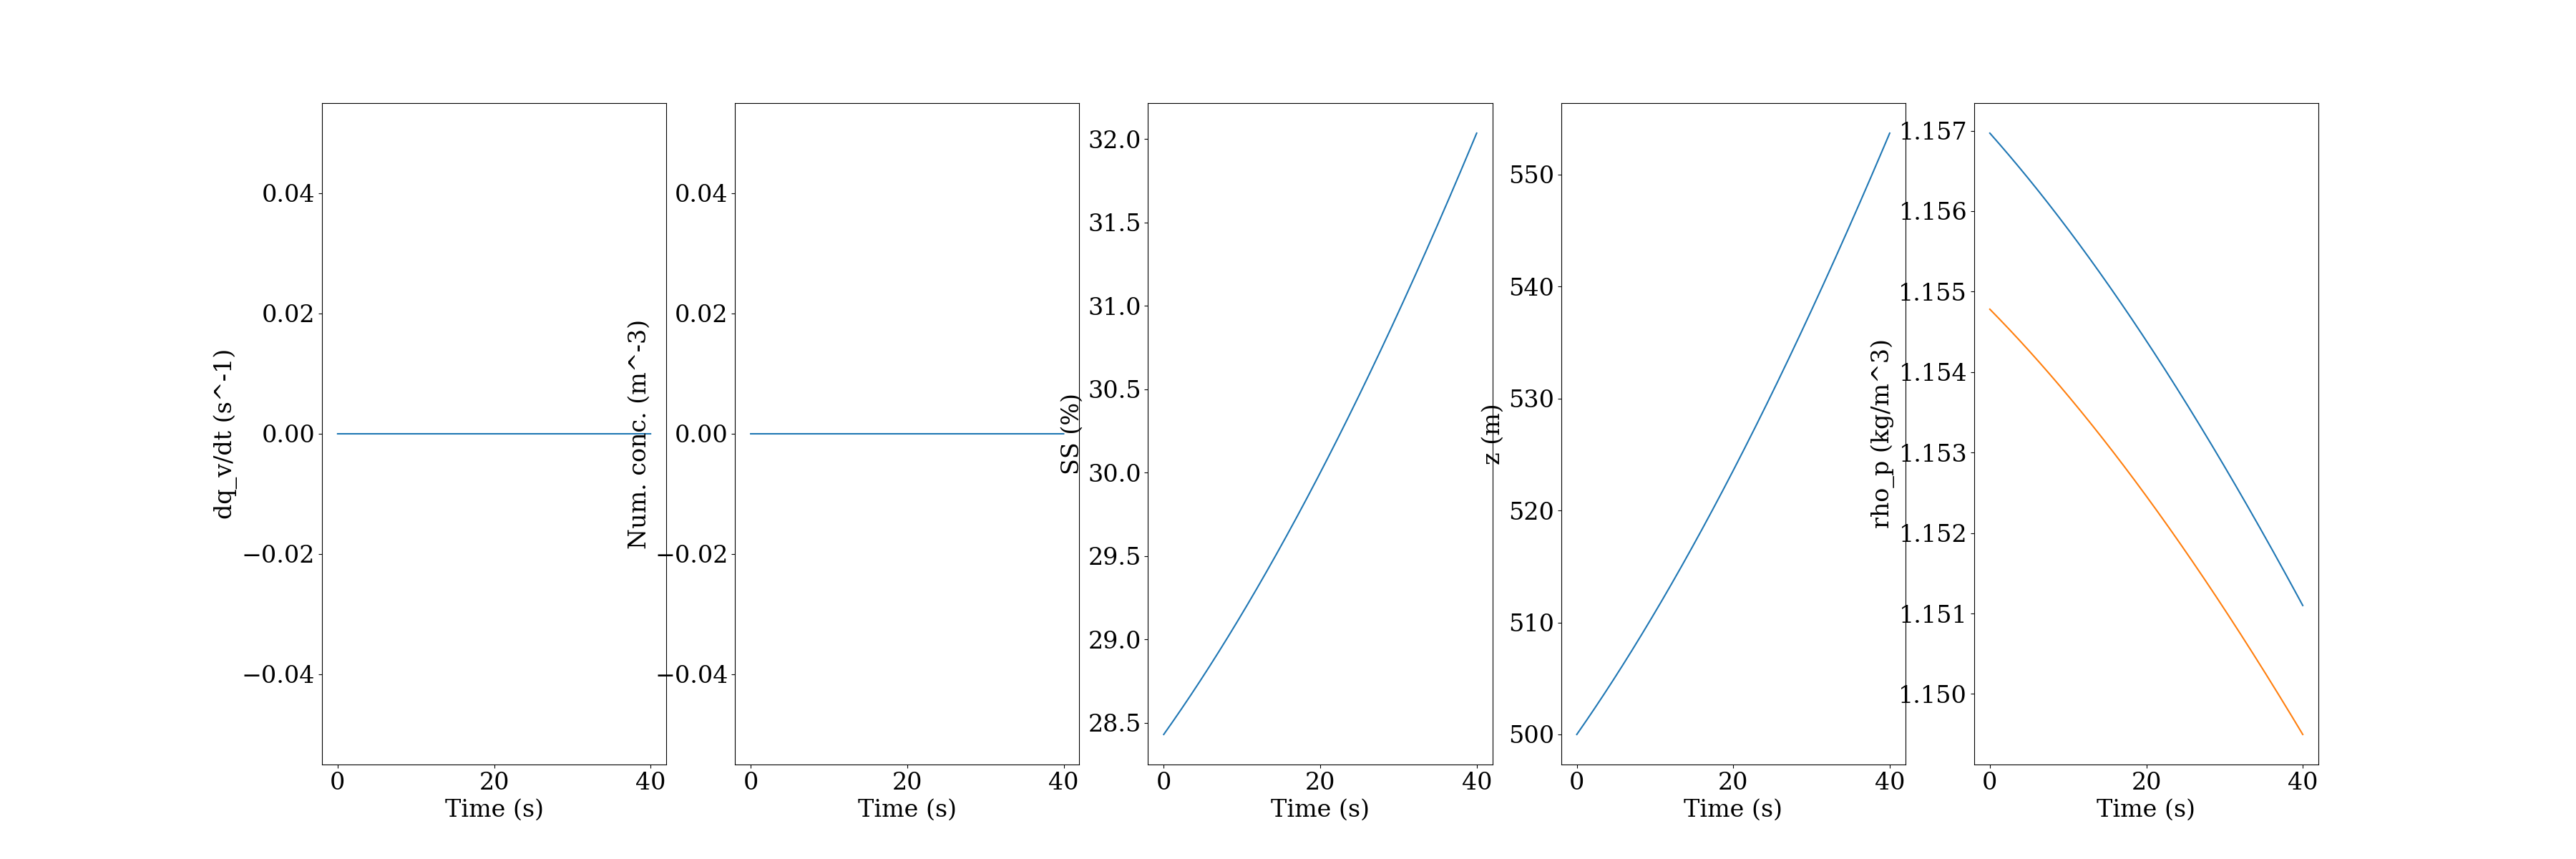 dq_v/dt (s^-1)
0.04
0.02
0.00
−0.02
−0.04
0 20 40
Time (s)
Num. conc. (m^-3)
0.04
0.02
0.00
−0.02
−0.04
0 20 40
Time (s)
SS (%)
32.0
31.5
31.0
30.5
30.0
29.5
29.0
28.5
0 20 40
Time (s)
z (m)
550
540
530
520
510
500
0 20 40
Time (s)
rho_p (kg/m^3)
1.157
1.156
1.155
1.154
1.153
1.152
1.151
1.150
0 20 40
Time (s)